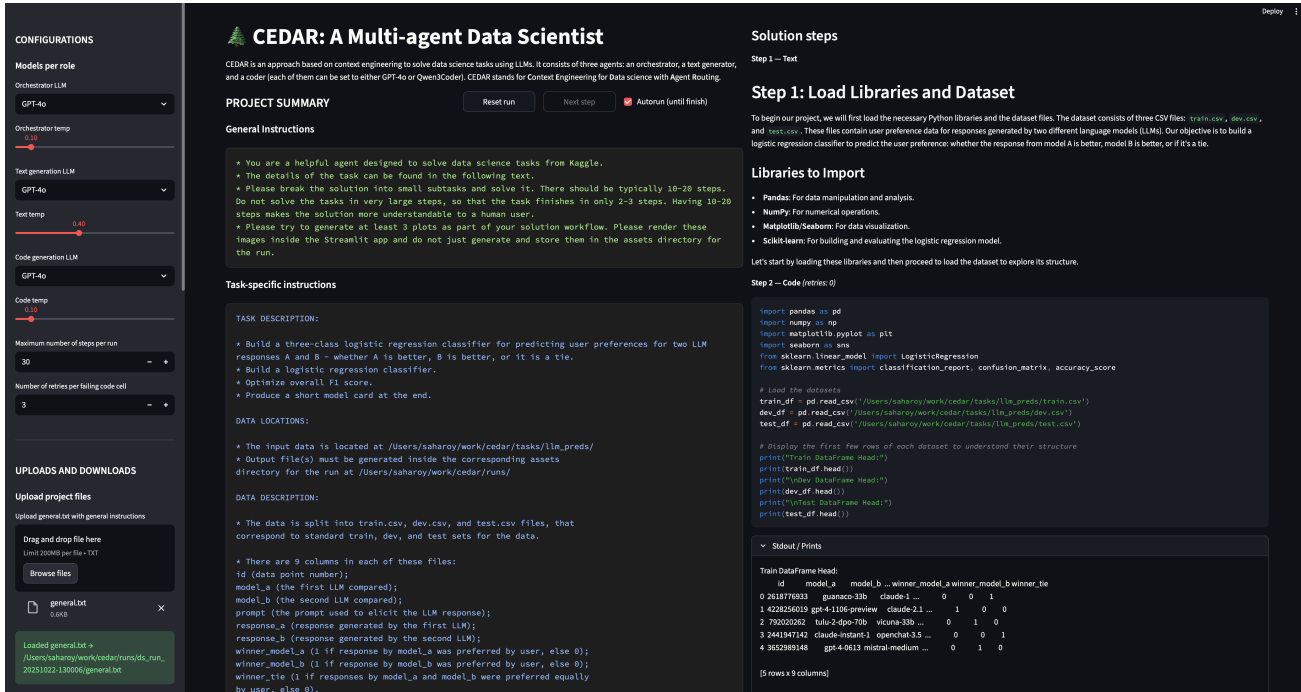 Deploy
CONFIGURATIONS
Models per role
Orchestrator LLM
GPT-4o
Orchestrator temp
0.10
Text generation LLM
GPT-4o
Text temp
0.40
Code generation LLM
GPT-4o
Code temp
0.10
Maximum number of steps per run
30
Number of retries per failing code cell
3
UPLOADS AND DOWNLOADS
Upload project files
Upload general.txt with general instructions
Drag and drop file here
Limit 200MB per file • TXT
Browse files
general.txt
0.6KB
Loaded general.txt →
/Users/saharoy/work/cedar/runs/ds_run_
20251022-130006/general.txt
CEDAR: A Multi-agent Data Scientist
CEDAR is an approach based on context engineering to solve data science tasks using LLMs. It consists of three agents: an orchestrator, a text generator,
and a coder (each of them can be set to either GPT-4o or Qwen3Coder). CEDAR stands for Context Engineering for Data science with Agent Routing.
PROJECT SUMMARY
Reset run
Next step
Autorun (until finish)
General Instructions
* You are a helpful agent designed to solve data science tasks from Kaggle.
* The details of the task can be found in the following text.
* Please break the solution into small subtasks and solve it. There should be typically 10-20 steps.
Do not solve the tasks in very large steps, so that the task finishes in only 2-3 steps. Having 10-20
steps makes the solution more understandable to a human user.
* Please try to generate at least 3 plots as part of your solution workflow. Please render these
images inside the Streamlit app and do not just generate and store them in the assets directory for
the run.
Task-specific instructions
TASK DESCRIPTION:
* Build a three-class logistic regression classifier for predicting user preferences for two LLM
responses A and B - whether A is better, B is better, or it is a tie.
* Build a logistic regression classifier.
* Optimize overall F1 score.
* Produce a short model card at the end.
DATA LOCATIONS:
* The input data is located at /Users/saharoy/work/cedar/tasks/llm_preds/
* Output file(s) must be generated inside the corresponding assets
directory for the run at /Users/saharoy/work/cedar/runs/
DATA DESCRIPTION:
* The data is split into train.csv, dev.csv, and test.csv files, that
correspond to standard train, dev, and test sets for the data.
* There are 9 columns in each of these files:
id (data point number);
model_a (the first LLM compared);
model_b (the second LLM compared);
prompt (the prompt used to elicit the LLM response);
response_a (response generated by the first LLM);
response_b (response generated by the second LLM);
winner_model_a (1 if response by model_a was preferred by user, else 0);
winner_model_b (1 if response by model_b was preferred by user, else 0);
winner_tie (1 if responses by model_a and model_b were preferred equally
by user, else 0).
Solution steps
Step 1 — Text
Step 1: Load Libraries and Dataset
To begin our project, we will first load the necessary Python libraries and the dataset files. The dataset consists of three CSV files: train.csv , dev.csv ,
and test.csv . These files contain user preference data for responses generated by two different language models (LLMs). Our objective is to build a
logistic regression classifier to predict the user preference: whether the response from model A is better, model B is better, or if it's a tie.
Libraries to Import
• Pandas: For data manipulation and analysis.
• NumPy: For numerical operations.
• Matplotlib/Seaborn: For data visualization.
• Scikit-learn: For building and evaluating the logistic regression model.
Let's start by loading these libraries and then proceed to load the dataset to explore its structure.
Step 2 — Code (retries: 0)
import pandas as pd
import numpy as np
import matplotlib.pyplot as plt
import seaborn as sns
from sklearn.linear_model import LogisticRegression
from sklearn.metrics import classification_report, confusion_matrix, accuracy_score
# Load the datasets
train_df = pd.read_csv('/Users/saharoy/work/cedar/tasks/llm_preds/train.csv')
dev_df = pd.read_csv('/Users/saharoy/work/cedar/tasks/llm_preds/dev.csv')
test_df = pd.read_csv('/Users/saharoy/work/cedar/tasks/llm_preds/test.csv')
# Display the first few rows of each dataset to understand their structure
print("Train DataFrame Head:")
print(train_df.head())
print("\nDev DataFrame Head:")
print(dev_df.head())
print("\nTest DataFrame Head:")
print(test_df.head())
Stdout / Prints
Train DataFrame Head:
id model_a model_b ... winner_model_a winner_model_b winner_tie
0 2618776933 guanaco-33b claude-1 ... 0 0 1
1 4228256019 gpt-4-1106-preview claude-2.1 ... 1 0 0
2 792020262 tulu-2-dpo-70b vicuna-33b ... 0 1 0
3 2441947142 claude-instant-1 openchat-3.5 ... 0 0 1
4 3652989148 gpt-4-0613 mistral-medium ... 0 1 0
[5 rows x 9 columns]